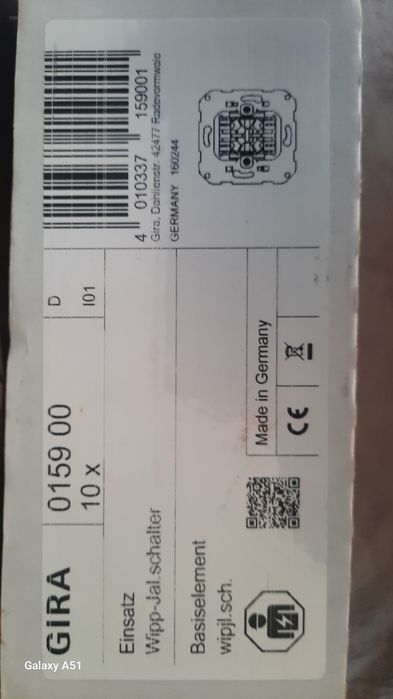 GIRA
0159 00
10 x
D
I01
4 010337 159001
Gira, Dahlienstr. 42477 Radevormwald
GERMANY 160244
Einsatz
Wipp-Jal.schalter
Basiselement
wipjl.sch.
Made in Germany
CE
Galaxy A51